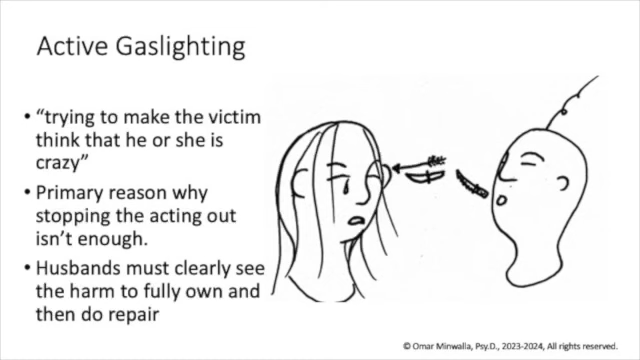 Active Gaslighting
• “trying to make the victim
think that he or she is
crazy”
• Primary reason why
stopping the acting out
isn’t enough.
• Husbands must clearly see
the harm to fully own and
then do repair
© Omar Minwalla, Psy.D., 2023-2024, All rights reserved.